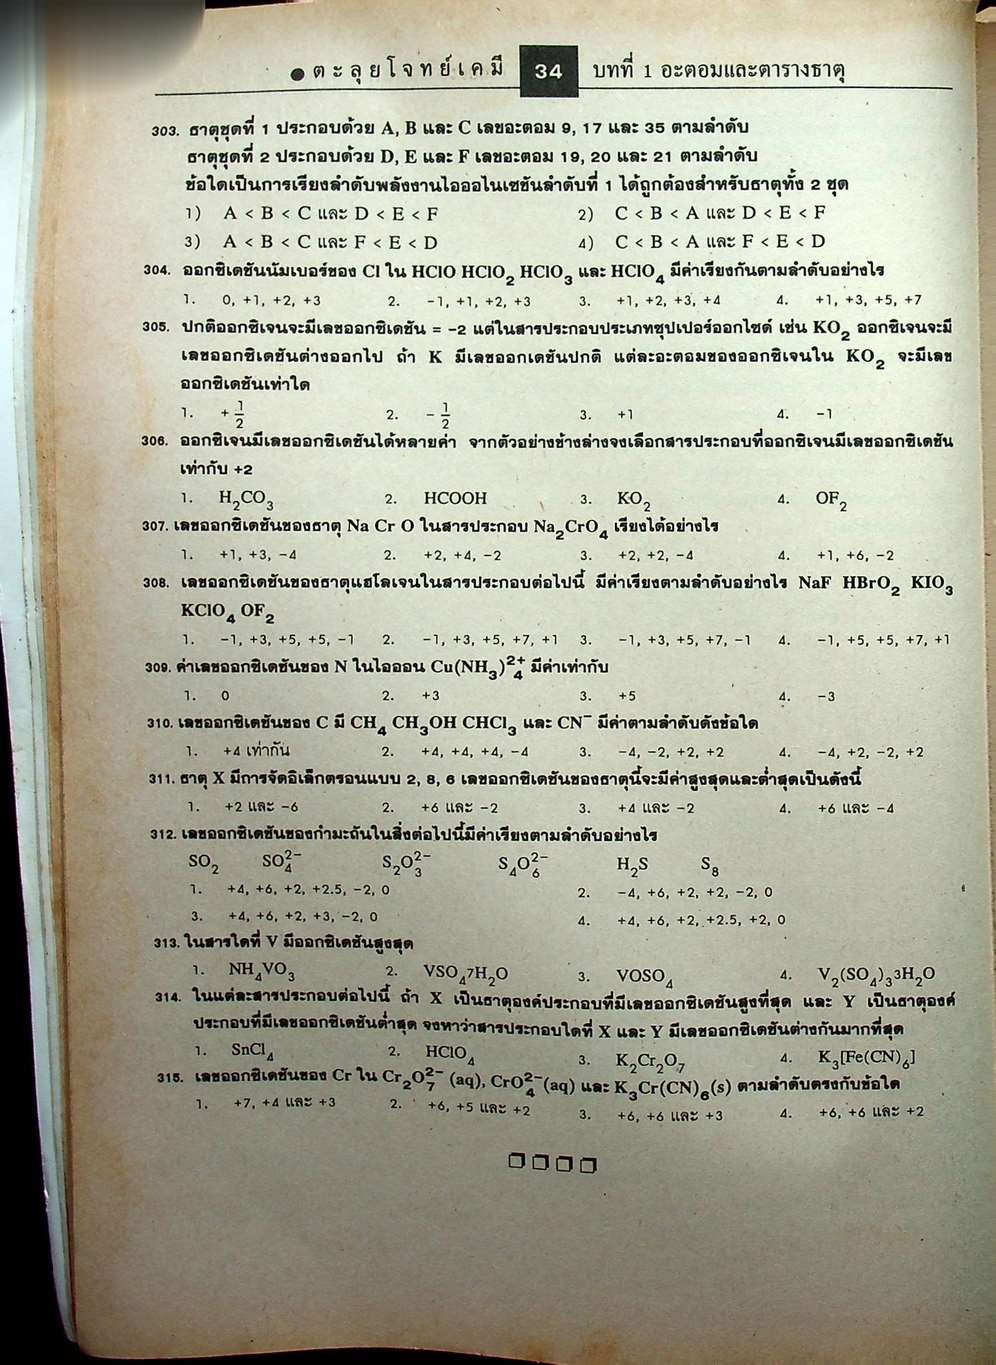 ● ตะลุยโจทย์เคมี 34 บทที่ 1 อะตอมและตารางธาตุ
303. ธาตุชุดที่ 1 ประกอบด้วย A, B และ C เลขอะตอม 9, 17 และ 35 ตามลำดับ
ธาตุชุดที่ 2 ประกอบด้วย D, E และ F เลขอะตอม 19, 20 และ 21 ตามลำดับ
ข้อใดเป็นการเรียงลำดับพลังงานไอออไนเซชันลำดับที่ 1 ได้ถูกต้องสำหรับธาตุทั้ง 2 ชุด
1) A < B < C และ D < E < F 2) C < B < A และ D < E < F
3) A < B < C และ F < E < D 4) C < B < A และ F < E < D
304. ออกซิเดชันนัมเบอร์ของ Cl ใน HClO HClO₂ HClO₃ และ HClO₄ มีค่าเรียงกันตามลำดับอย่างไร
1. 0, +1, +2, +3 2. −1, +1, +2, +3 3. +1, +2, +3, +4 4. +1, +3, +5, +7
305. ปกติออกซิเจนจะมีเลขออกซิเดชัน = −2 แต่ในสารประกอบประเภทซุปเปอร์ออกไซด์ เช่น KO₂ ออกซิเจนจะมี
เลขออกซิเดชันต่างออกไป ถ้า K มีเลขออกเดชันปกติ แต่ละอะตอมของออกซิเจนใน KO₂ จะมีเลข
ออกซิเดชันเท่าใด
1. +1/2 2. −1/2 3. +1 4. −1
306. ออกซิเจนมีเลขออกซิเดชันได้หลายค่า จากตัวอย่างข้างล่างจงเลือกสารประกอบที่ออกซิเจนมีเลขออกซิเดชัน
เท่ากับ +2
1. H₂CO₃ 2. HCOOH 3. KO₂ 4. OF₂
307. เลขออกซิเดชันของธาตุ Na Cr O ในสารประกอบ Na₂CrO₄ เรียงได้อย่างไร
1. +1, +3, −4 2. +2, +4, −2 3. +2, +2, −4 4. +1, +6, −2
308. เลขออกซิเดชันของธาตุแฮโลเจนในสารประกอบต่อไปนี้ มีค่าเรียงตามลำดับอย่างไร NaF HBrO₂ KIO₃
KClO₄ OF₂
1. −1, +3, +5, +5, −1 2. −1, +3, +5, +7, +1 3. −1, +3, +5, +7, −1 4. −1, +5, +5, +7, +1
309. ค่าเลขออกซิเดชันของ N ในไอออน Cu(NH₃)₄²⁺ มีค่าเท่ากับ
1. 0 2. +3 3. +5 4. −3
310. เลขออกซิเดชันของ C มี CH₄ CH₃OH CHCl₃ และ CN⁻ มีค่าตามลำดับดังข้อใด
1. +4 เท่ากัน 2. +4, +4, +4, −4 3. −4, −2, +2, +2 4. −4, +2, −2, +2
311. ธาตุ X มีการจัดอิเล็กตรอนแบบ 2, 8, 6 เลขออกซิเดชันของธาตุนี้จะมีค่าสูงสุดและต่ำสุดเป็นดังนี้
1. +2 และ −6 2. +6 และ −2 3. +4 และ −2 4. +6 และ −4
312. เลขออกซิเดชันของกำมะถันในสิ่งต่อไปนี้มีค่าเรียงตามลำดับอย่างไร
SO₂ SO₄²⁻ S₂O₃²⁻ S₄O₆²⁻ H₂S S₈
1. +4, +6, +2, +2.5, −2, 0 2. −4, +6, +2, +2, −2, 0
3. +4, +6, +2, +3, −2, 0 4. +4, +6, +2, +2.5, +2, 0
313. ในสารใดที่ V มีออกซิเดชันสูงสุด
1. NH₄VO₃ 2. VSO₄7H₂O 3. VOSO₄ 4. V₂(SO₄)₃3H₂O
314. ในแต่ละสารประกอบต่อไปนี้ ถ้า X เป็นธาตุองค์ประกอบที่มีเลขออกซิเดชันสูงที่สุด และ Y เป็นธาตุองค์
ประกอบที่มีเลขออกซิเดชันต่ำสุด จงหาว่าสารประกอบใดที่ X และ Y มีเลขออกซิเดชันต่างกันมากที่สุด
1. SnCl₄ 2. HClO₄ 3. K₂Cr₂O₇ 4. K₃[Fe(CN)₆]
315. เลขออกซิเดชันของ Cr ใน Cr₂O₇²⁻ (aq), CrO₄²⁻(aq) และ K₃Cr(CN)₆(s) ตามลำดับตรงกับข้อใด
1. +7, +4 และ +3 2. +6, +5 และ +2 3. +6, +6 และ +3 4. +6, +6 และ +2